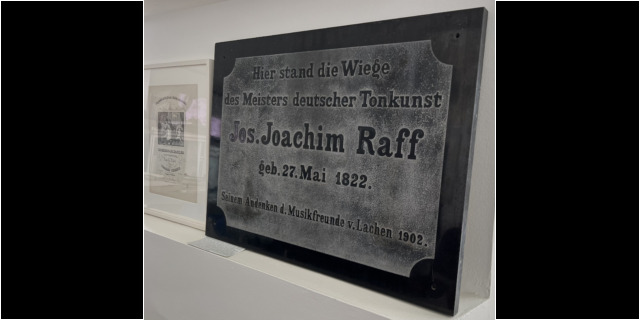 Hier stand die Wiege
des Meisters deutscher Tonkunst
Jos. Joachim Raff
geb. 27. Mai 1822.
Seinem Andenken d. Musikfreunde v. Lachen 1902.